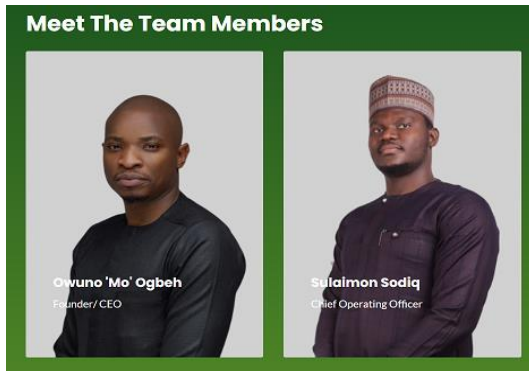 Meet The Team Members
Owuno 'Mo' Ogbeh
Founder/ CEO
Sulaimon Sodiq
Chief Operating Officer